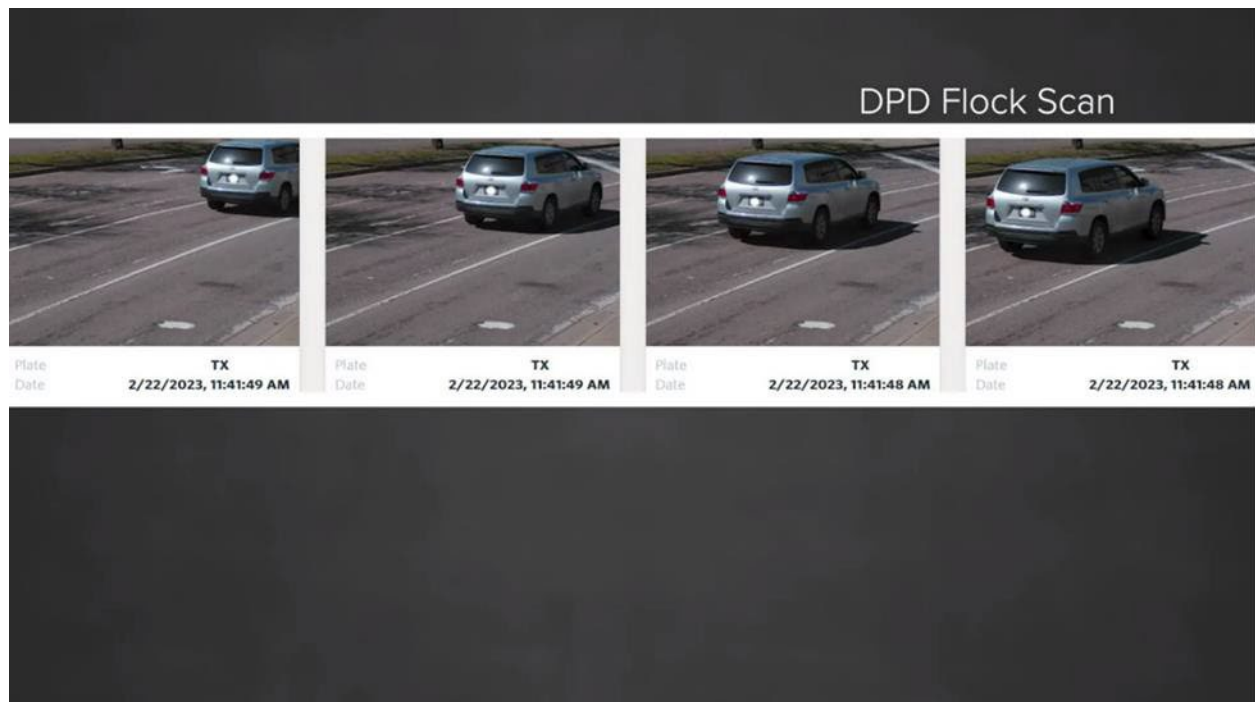 DPD Flock Scan
Plate TX
Date 2/22/2023, 11:41:49 AM
Plate TX
Date 2/22/2023, 11:41:49 AM
Plate TX
Date 2/22/2023, 11:41:48 AM
Plate TX
Date 2/22/2023, 11:41:48 AM